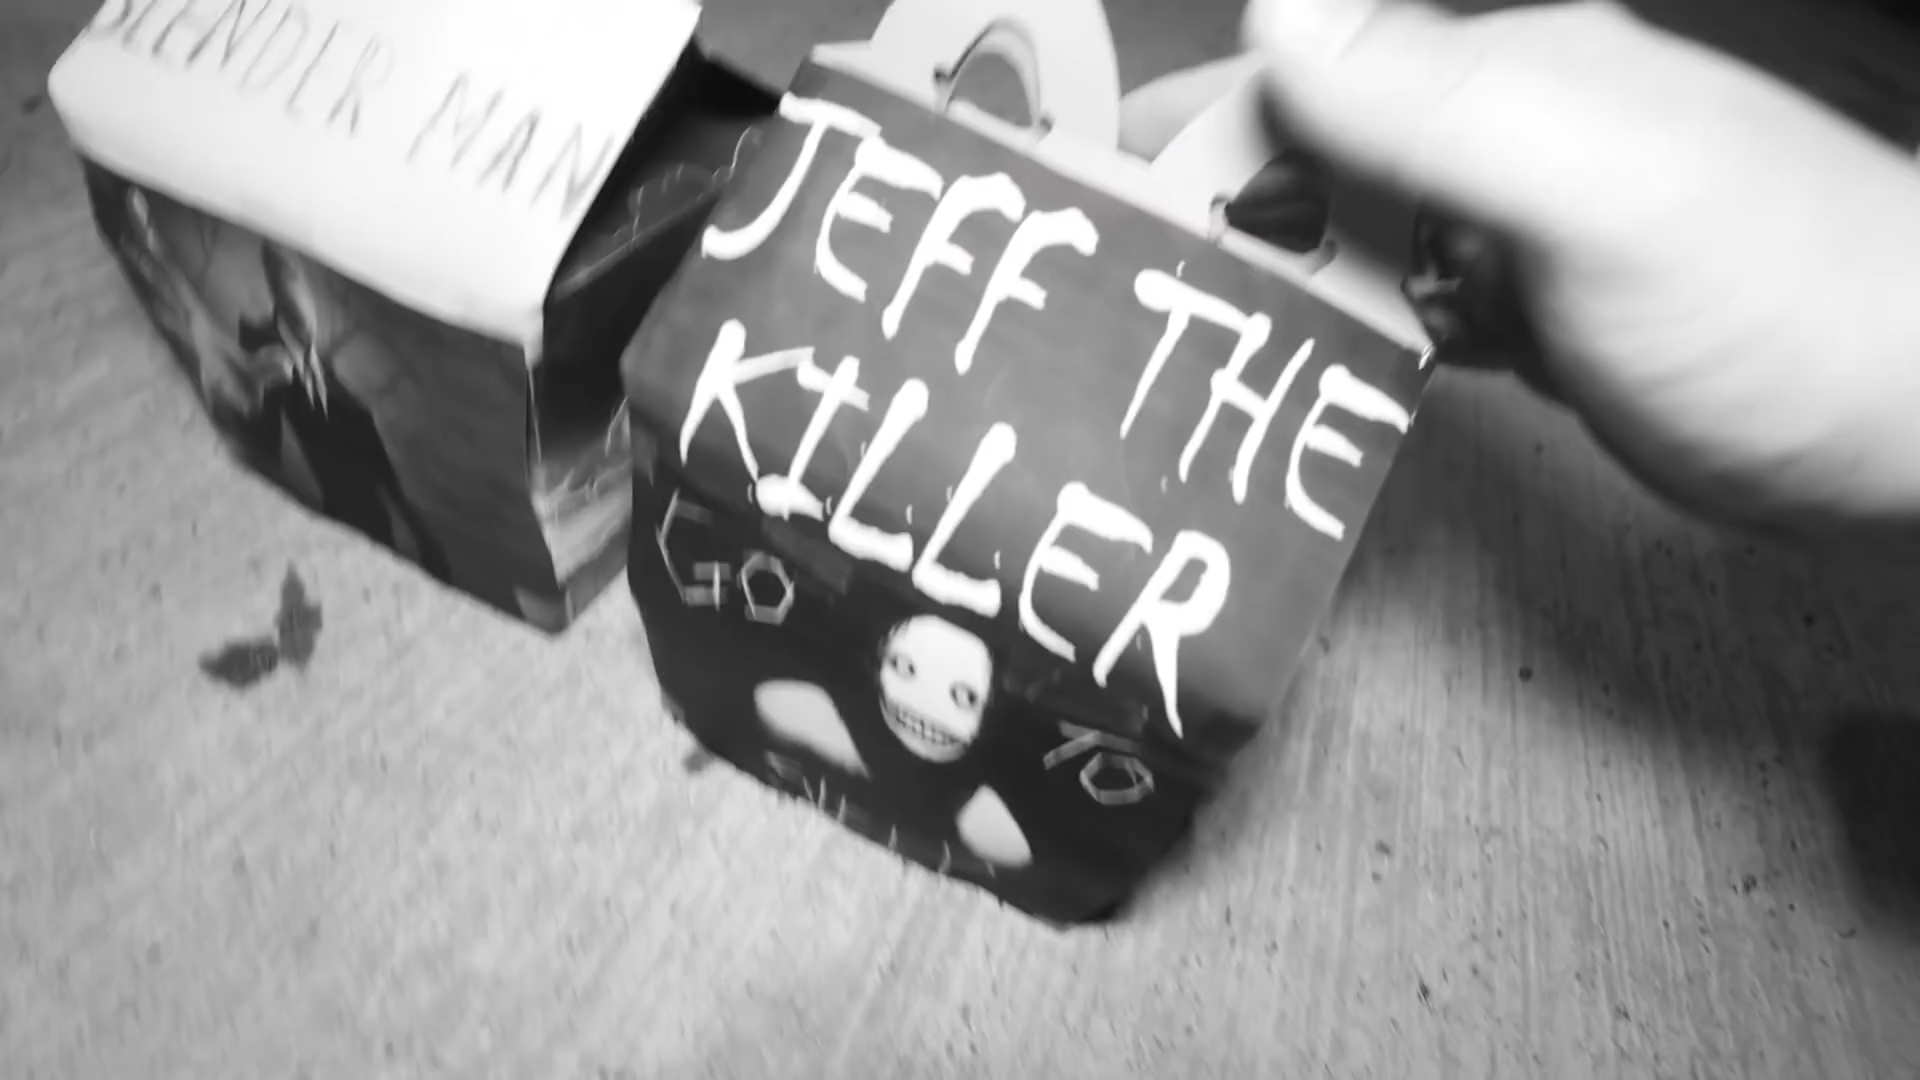 SLENDER MAN
JEFF THE
KILLER
GO
TO